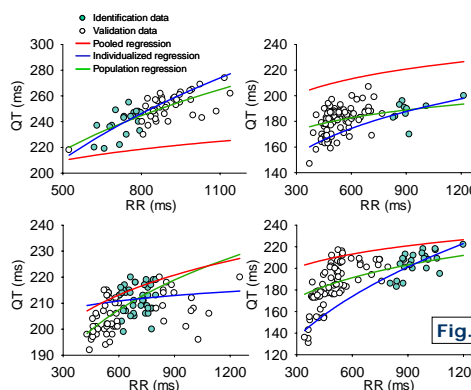 Identification data
Validation data
Pooled regression
Individualized regression
Population regression
300
280
260
240
220
200
QT (ms)
500
800
1100
RR (ms)
240
220
200
180
160
140
QT (ms)
300
600
900
1200
RR (ms)
220
210
200
190
QT (ms)
300
600
900
1200
RR (ms)
240
220
200
180
160
140
120
QT (ms)
300
600
900
1200
RR (ms)
Fig.